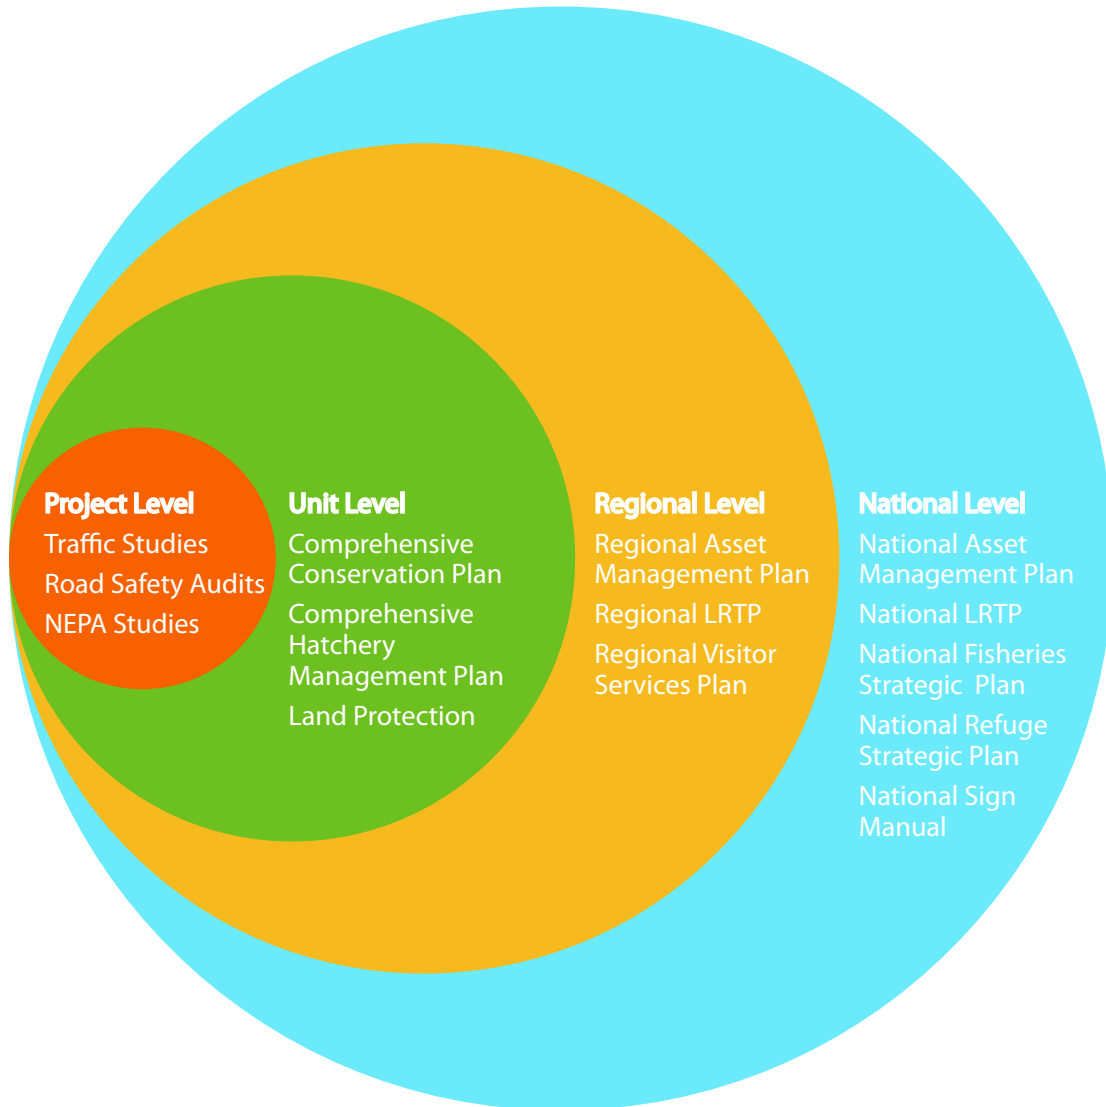 Project Level
Traffic Studies
Road Safety Audits
NEPA Studies
Unit Level
Comprehensive
Conservation Plan
Comprehensive
Hatchery
Management Plan
Land Protection
Regional Level
Regional Asset
Management Plan
Regional LRTP
Regional Visitor
Services Plan
National Level
National Asset
Management Plan
National LRTP
National Fisheries
Strategic  Plan
National Refuge
Strategic Plan
National Sign
Manual